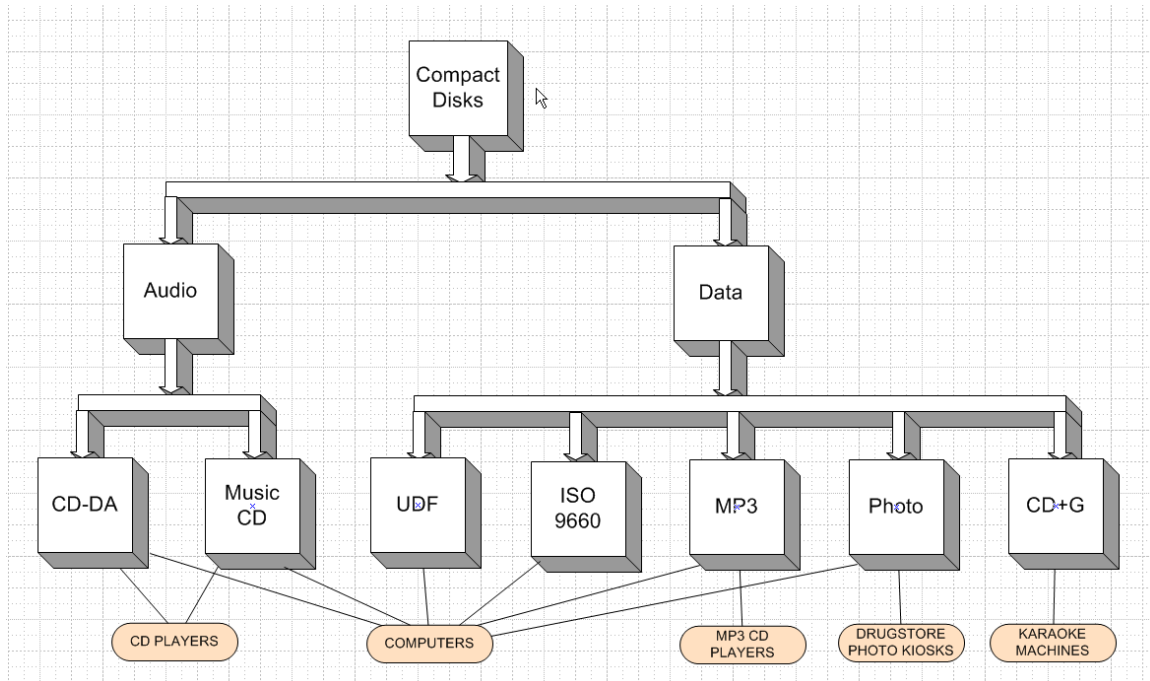 Compact
Disks
Audio
Data
CD-DA
Music
CD
UDF
ISO
9660
MP3
Photo
CD+G
CD PLAYERS
COMPUTERS
MP3 CD
PLAYERS
DRUGSTORE
PHOTO KIOSKS
KARAOKE
MACHINES